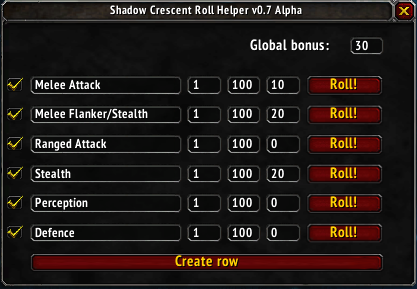 Shadow Crescent Roll Helper v0.7 Alpha
Global bonus: 30
Melee Attack 1 100 10 Roll!
Melee Flanker/Stealth 1 100 20 Roll!
Ranged Attack 1 100 0 Roll!
Stealth 1 100 20 Roll!
Perception 1 100 0 Roll!
Defence 1 100 0 Roll!
Create row